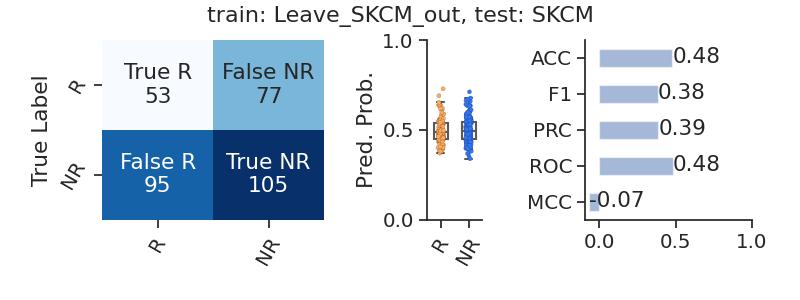 train: Leave_SKCM_out, test: SKCM
True Label
R
NR
True R
53
False NR
77
False R
95
True NR
105
R
NR
Pred. Prob.
1.0
0.5
0.0
R
NR
ACC
F1
PRC
ROC
MCC
0.48
0.38
0.39
0.48
-0.07
0.0
0.5
1.0